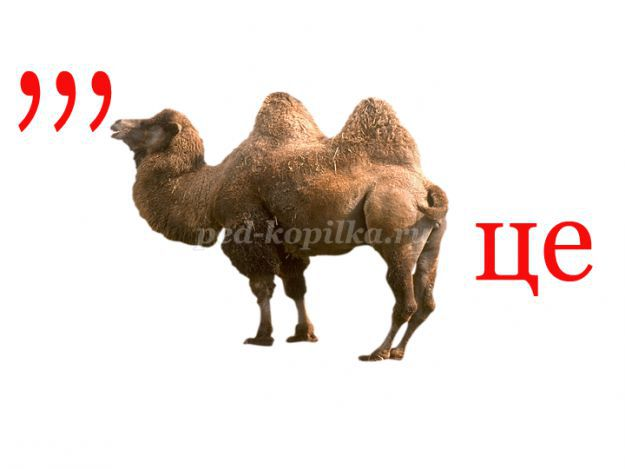 ,,,
ped-kopilka.ru
це